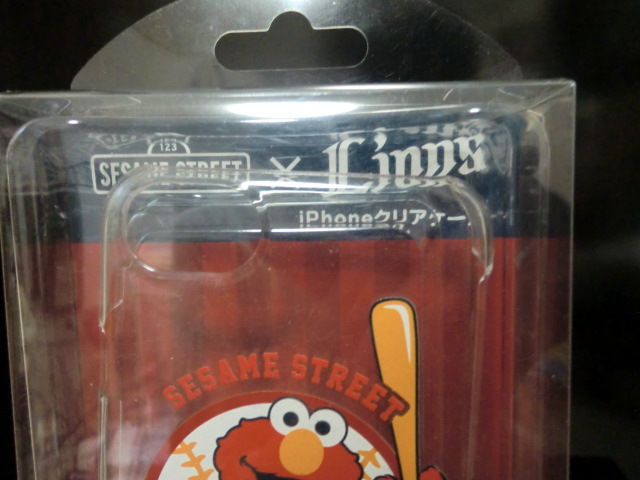 123
SESAME STREET × Lions
iPhoneクリアケー
SESAME STREET